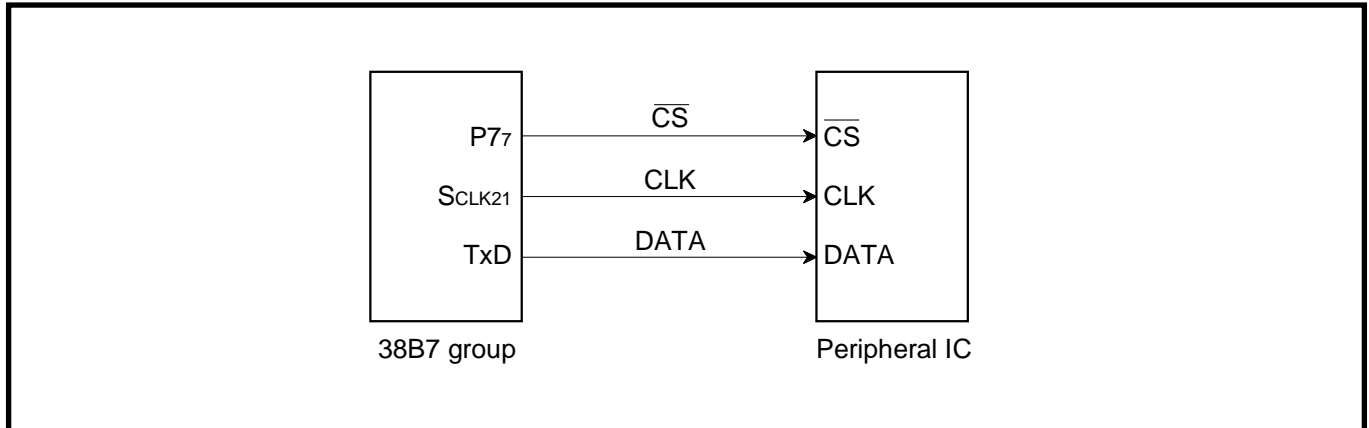 P77 CS CS
SCLK21 CLK CLK
TxD DATA DATA
38B7 group Peripheral IC